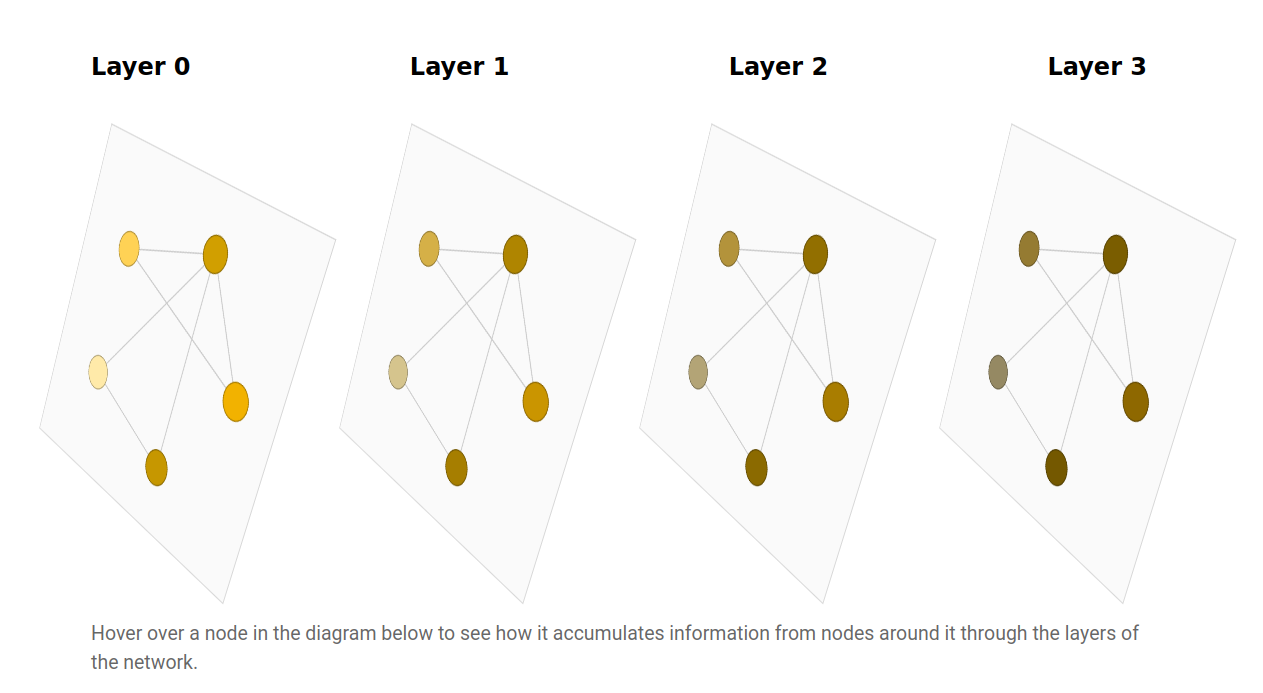 Layer 0 Layer 1 Layer 2 Layer 3
Hover over a node in the diagram below to see how it accumulates information from nodes around it through the layers of
the network.